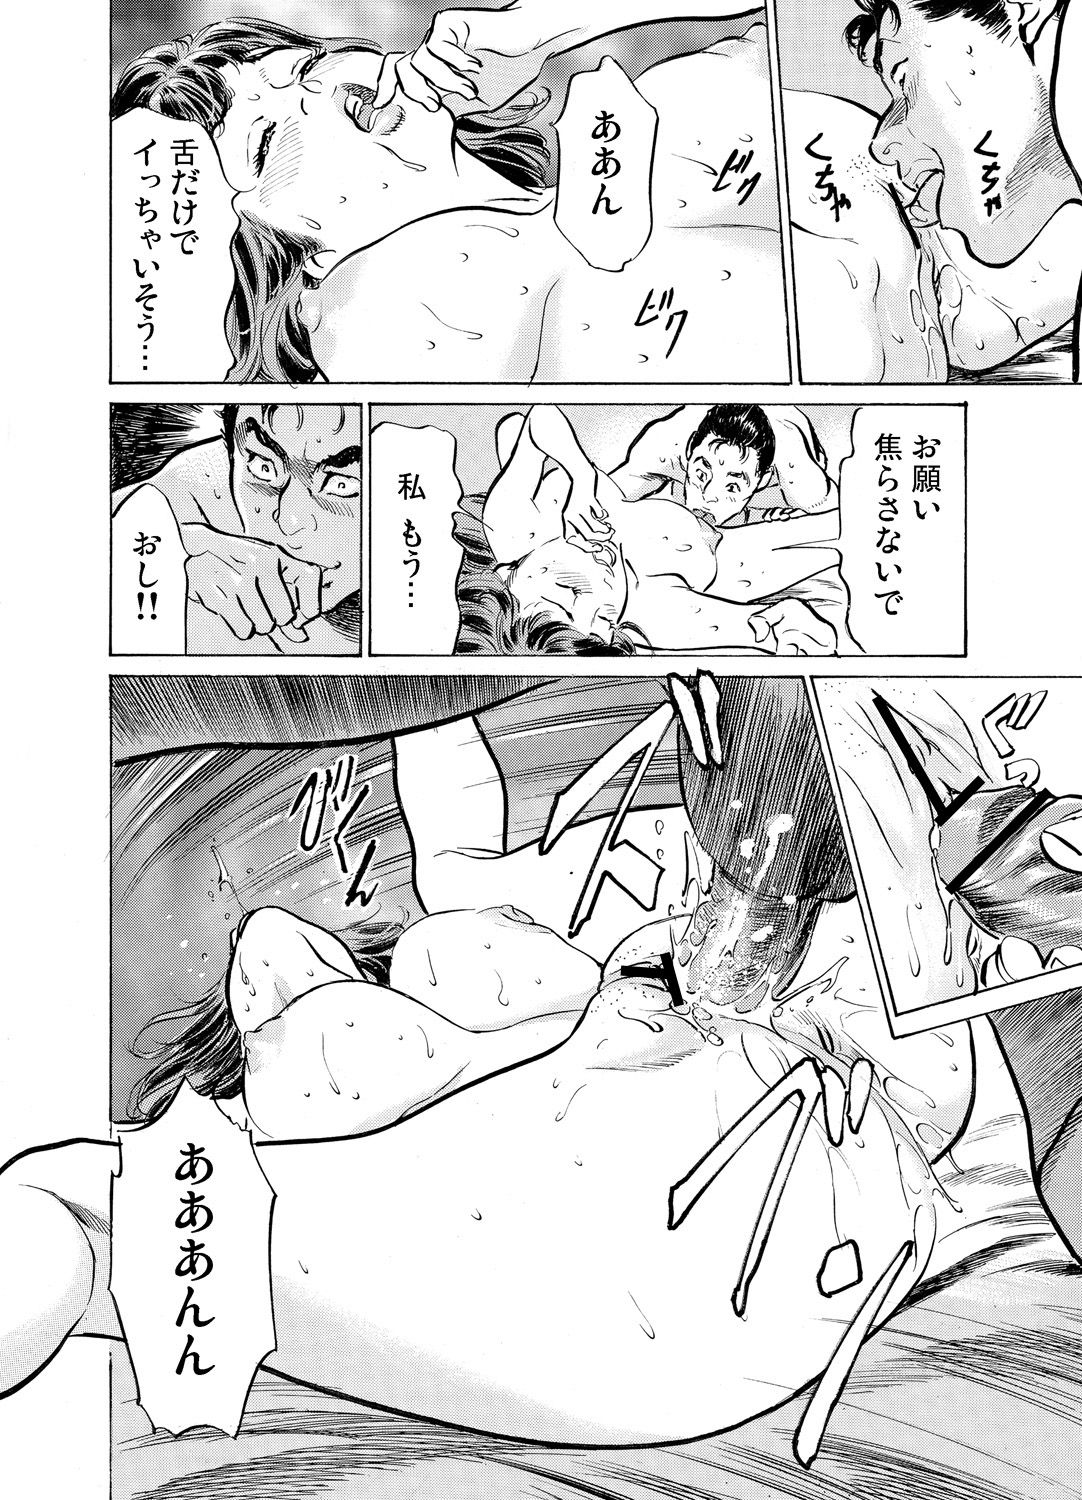 くちゃ
くちゃ
ああん
ビク
ビク
舌だけで
イっちゃいそう…
お願い
焦らさないで
私 もう…
おし!!
グッ
びくん
あああんん